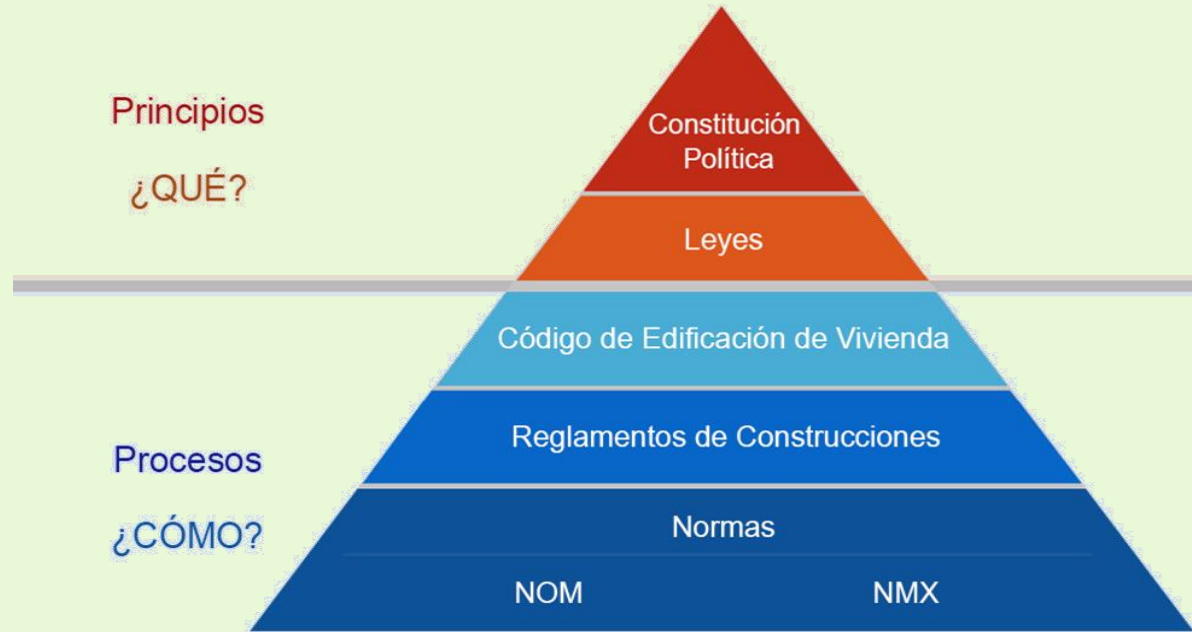 Principios
¿QUÉ?
Constitución
Política
Leyes
Código de Edificación de Vivienda
Reglamentos de Construcciones
Procesos
¿CÓMO?
Normas
NOM
NMX